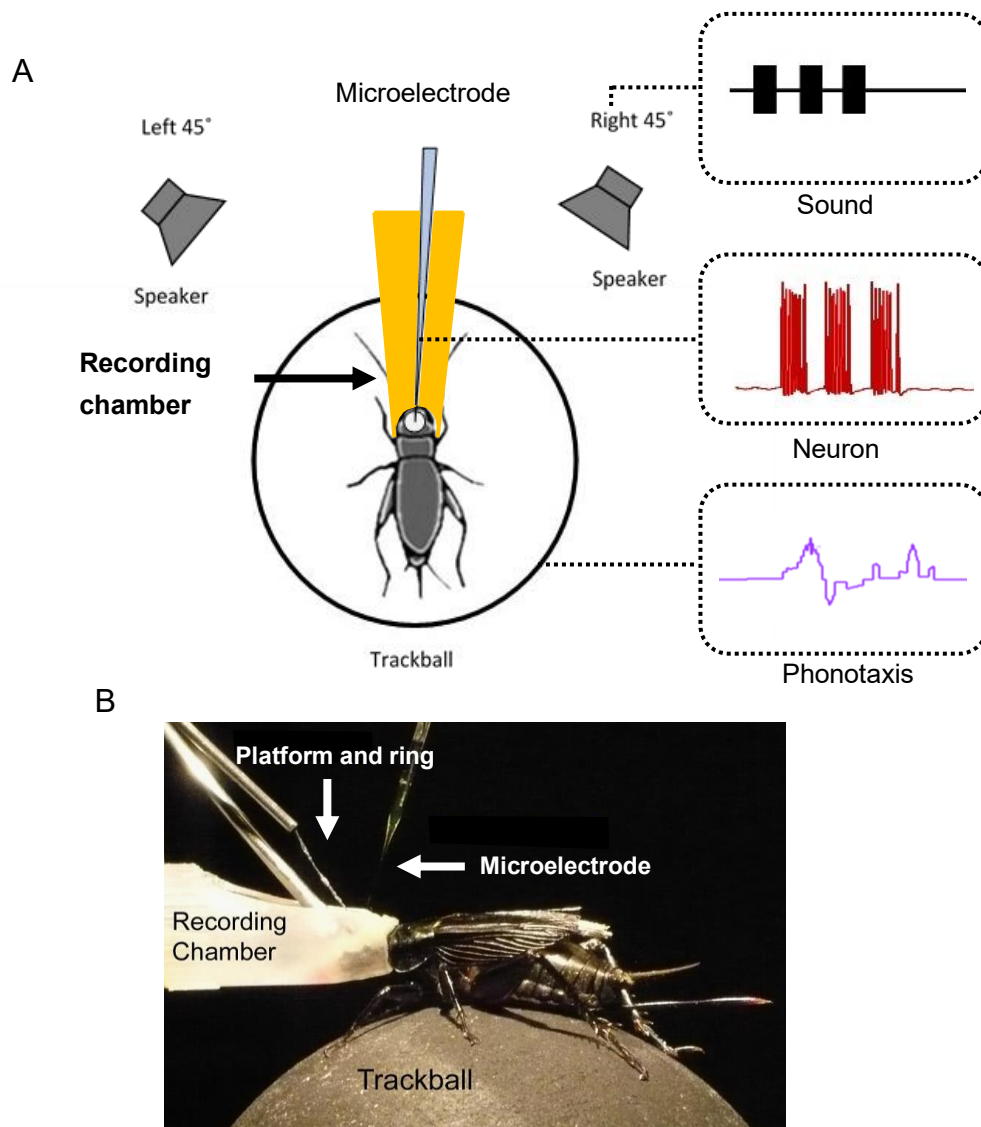 A
Microelectrode
Left 45˚
Right 45˚
Sound
Speaker
Speaker
Recording
chamber
Neuron
Trackball
Phonotaxis
B
Platform and ring
Microelectrode
Recording
Chamber
Trackball